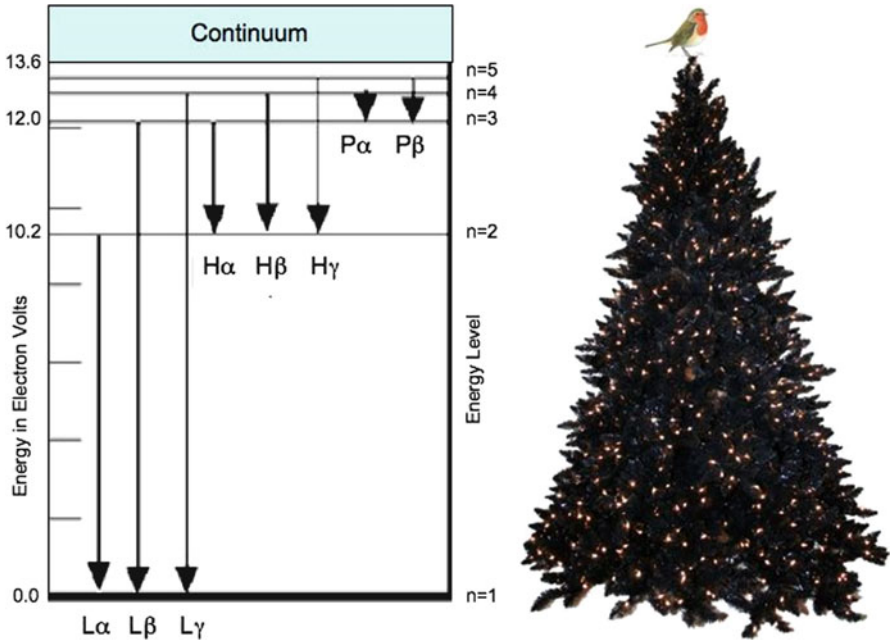 Continuum
13.6
n=5
n=4
12.0
n=3
Pα Pβ
10.2
n=2
Hα Hβ Hγ
Energy in Electron Volts
Energy Level
0.0
n=1
Lα Lβ Lγ